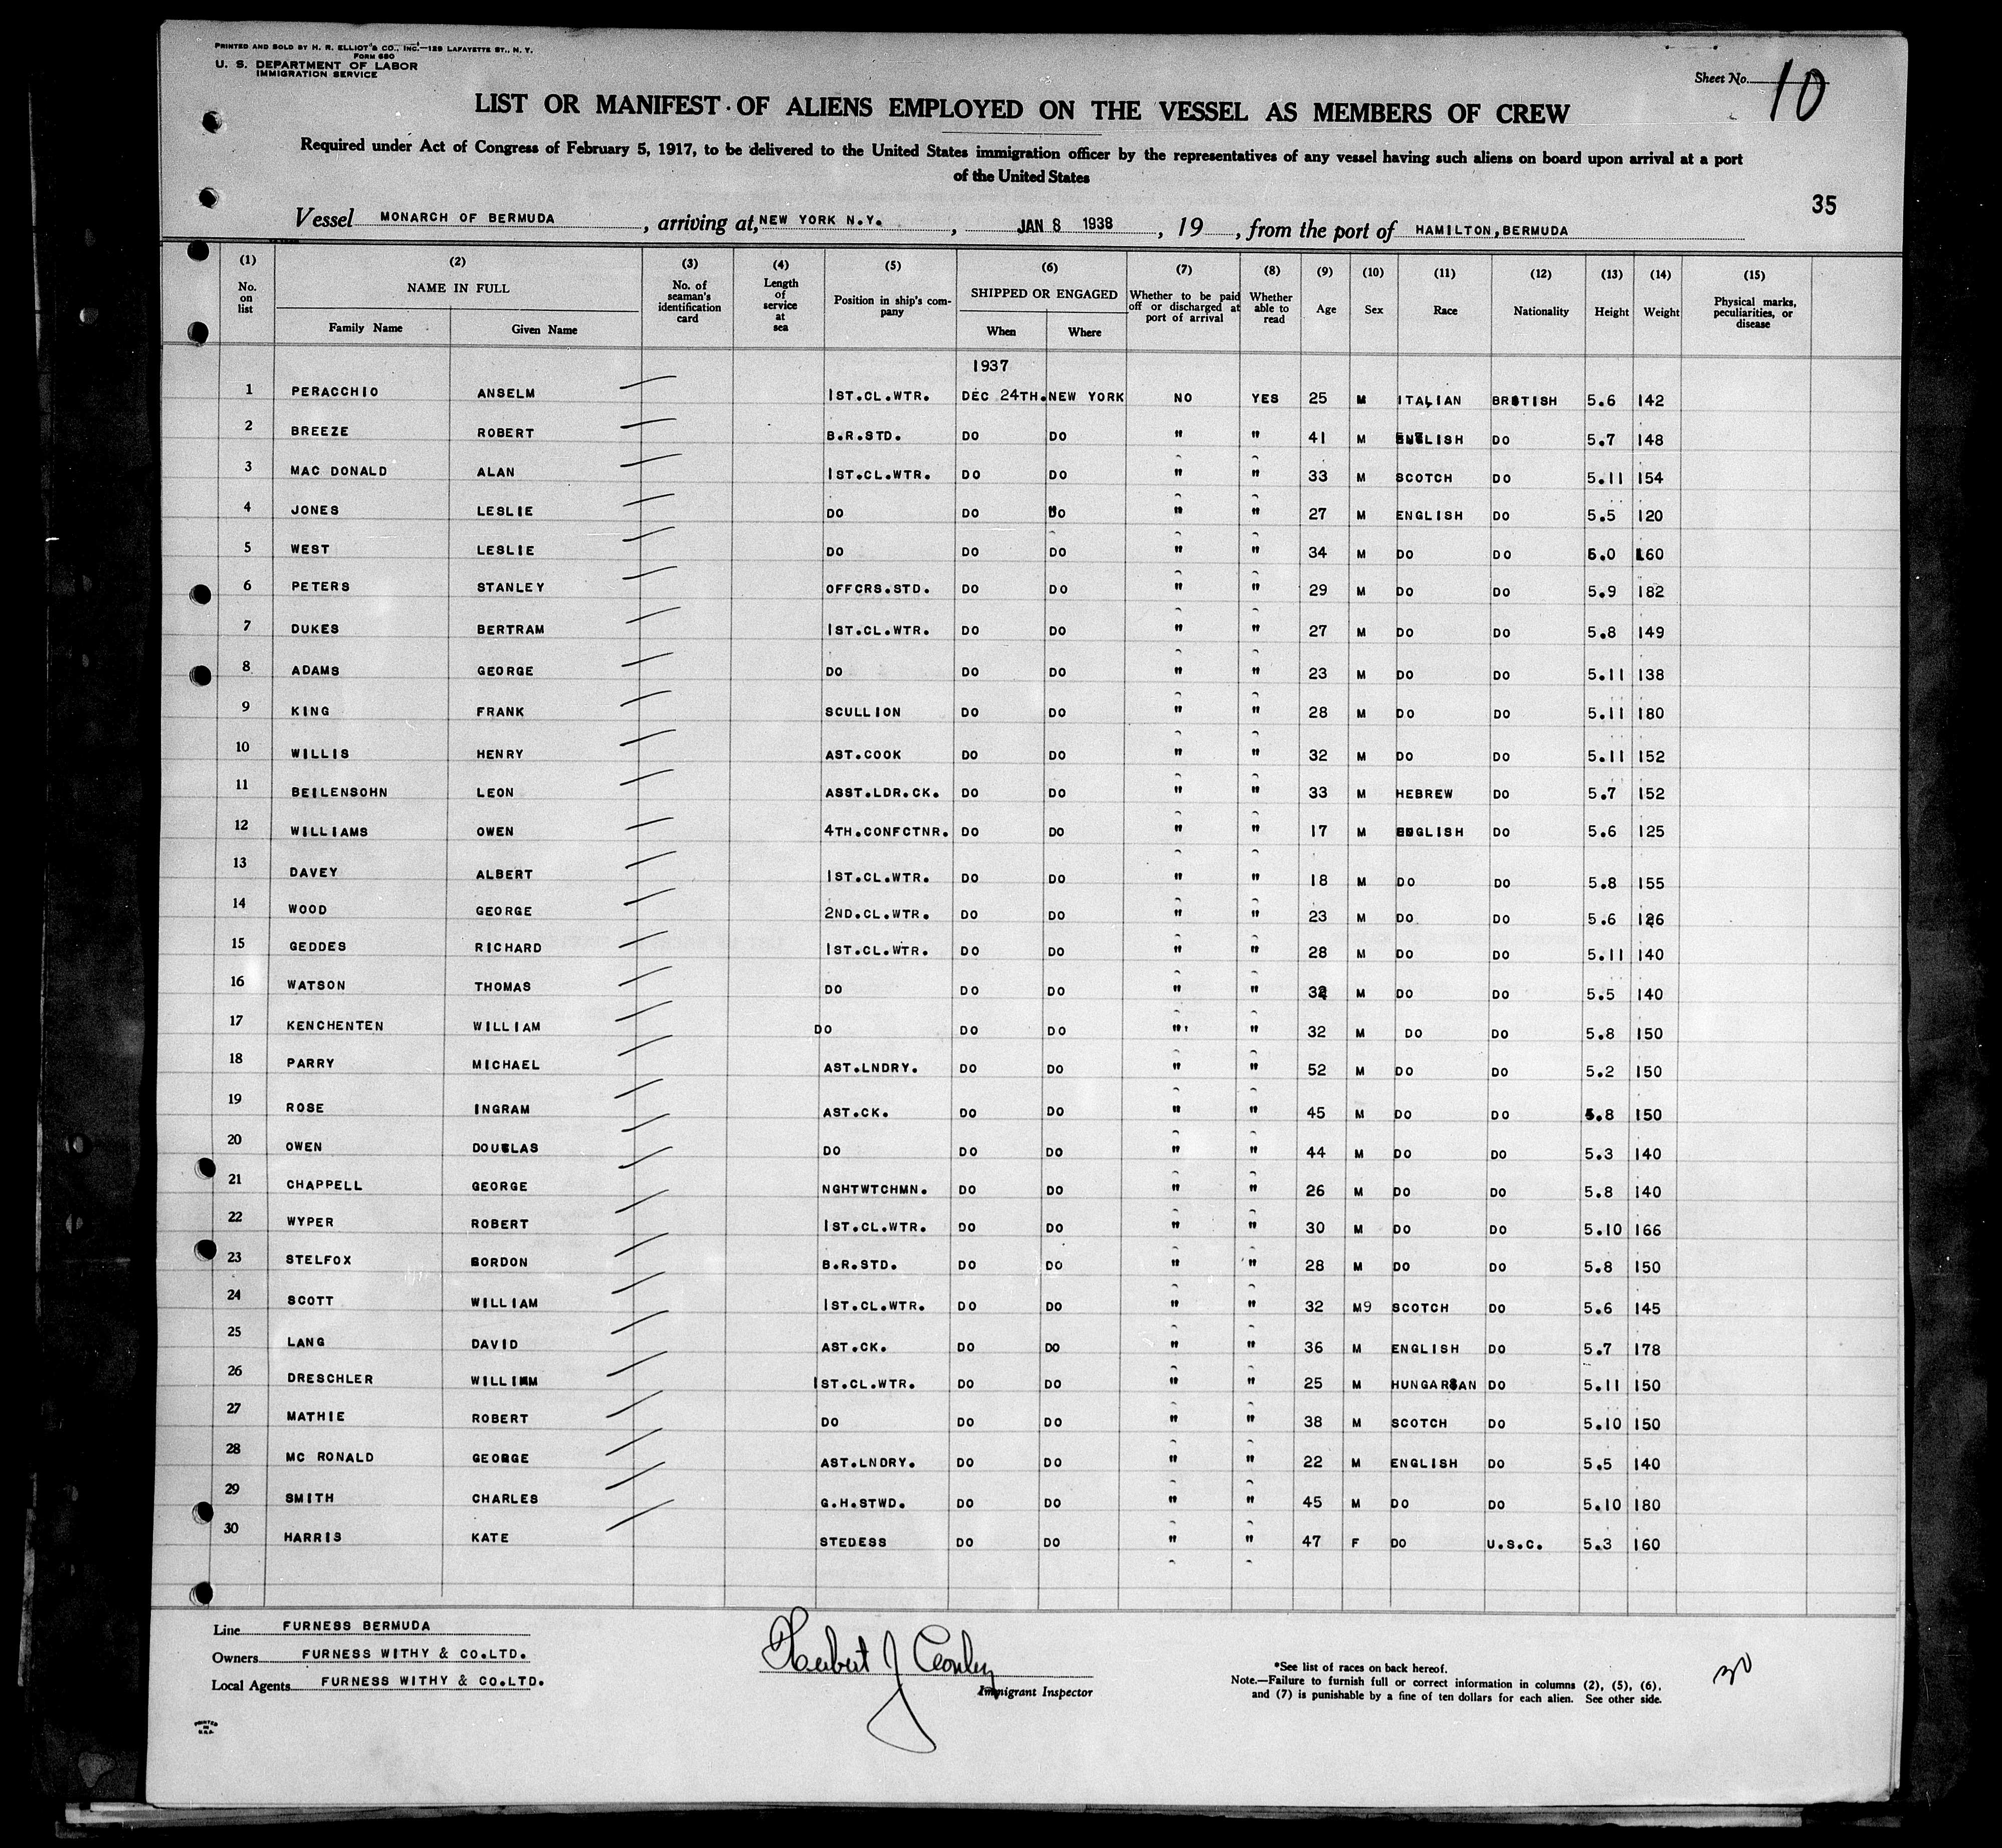 PRINTED AND SOLD BY H. R. ELLIOT & CO., INC.—128 LAFAYETTE ST., N. Y.
FORM 680
U. S. DEPARTMENT OF LABOR
IMMIGRATION SERVICE
Sheet No. 10
LIST OR MANIFEST OF ALIENS EMPLOYED ON THE VESSEL AS MEMBERS OF CREW
Required under Act of Congress of February 5, 1917, to be delivered to the United States immigration officer by the representatives of any vessel having such aliens on board upon arrival at a port
of the United States
35
Vessel MONARCH OF BERMUDA, arriving at, NEW YORK N.Y., JAN 8 1938, 19, from the port of HAMILTON, BERMUDA
(1) (2) (3) (4) (5) (6) (7) (8) (9) (10) (11) (12) (13) (14) (15)
No. on list NAME IN FULL Family Name Given Name No. of seaman's identification card Length of service at sea Position in ship's company SHIPPED OR ENGAGED When Where Whether to be paid off or discharged at port of arrival Whether able to read Age Sex Race Nationality Height Weight Physical marks, peculiarities, or disease
1937
1 PERACCHIO ANSELM 1ST.CL.WTR. DEC 24TH. NEW YORK NO YES 25 M ITALIAN BRITISH 5.6 142
2 BREEZE ROBERT B.R.STD. DO DO " " 41 M ENGLISH DO 5.7 148
3 MAC DONALD ALAN 1ST.CL.WTR. DO DO " " 33 M SCOTCH DO 5.11 154
4 JONES LESLIE DO DO DO " " 27 M ENGLISH DO 5.5 120
5 WEST LESLIE DO DO DO " " 34 M DO DO 6.0 160
6 PETERS STANLEY OFFCRS.STD. DO DO " " 29 M DO DO 5.9 182
7 DUKES BERTRAM 1ST.CL.WTR. DO DO " " 27 M DO DO 5.8 149
8 ADAMS GEORGE DO DO DO " " 23 M DO DO 5.11 138
9 KING FRANK SCULLION DO DO " " 28 M DO DO 5.11 180
10 WILLIS HENRY AST.COOK DO DO " " 32 M DO DO 5.11 152
11 BEILENSOHN LEON ASST.LDR.CK. DO DO " " 33 M HEBREW DO 5.7 152
12 WILLIAMS OWEN 4TH.CONFCTNR. DO DO " " 17 M ENGLISH DO 5.6 125
13 DAVEY ALBERT 1ST.CL.WTR. DO DO " " 18 M DO DO 5.8 155
14 WOOD GEORGE 2ND.CL.WTR. DO DO " " 23 M DO DO 5.6 126
15 GEDDES RICHARD 1ST.CL.WTR. DO DO " " 28 M DO DO 5.11 140
16 WATSON THOMAS DO DO DO " " M DO DO 5.5 140
17 KENCHENTEN WILLIAM DO DO DO " " 32 M DO DO 5.8 150
18 PARRY MICHAEL AST.LNDRY. DO DO " " 52 M DO DO 5.2 150
19 ROSE INGRAM AST.CK. DO DO " " 45 M DO DO 5.8 150
20 OWEN DOUGLAS DO DO DO " " 44 M DO DO 5.3 140
21 CHAPPELL GEORGE NGHTWTCHMN. DO DO " " 26 M DO DO 5.8 140
22 WYPER ROBERT 1ST.CL.WTR. DO DO " " 30 M DO DO 5.10 166
23 STELFOX GORDON B.R.STD. DO DO " " 28 M DO DO 5.8 150
24 SCOTT WILLIAM 1ST.CL.WTR. DO DO " " 32 M9 SCOTCH DO 5.6 145
25 LANG DAVID AST.CK. DO DO " " 36 M ENGLISH DO 5.7 178
26 DRESCHLER WILLIAM 1ST.CL.WTR. DO DO " " 25 M HUNGARIAN DO 5.11 150
27 MATHIE ROBERT DO DO DO " " 38 M SCOTCH DO 5.10 150
28 MC RONALD GEORGE AST.LNDRY. DO DO " " 22 M ENGLISH DO 5.5 140
29 SMITH CHARLES G.H.STWD. DO DO " " 45 M DO DO 5.10 180
30 HARRIS KATE STEDESS DO DO " " 47 F DO U.S.C. 5.3 160
Line FURNESS BERMUDA
Owners FURNESS WITHY & CO.LTD.
Local Agents FURNESS WITHY & CO.LTD.
Herbert J Conley
Immigrant Inspector
*See list of races on back hereof.
Note.—Failure to furnish full or correct information in columns (2), (5), (6), and (7) is punishable by a fine of ten dollars for each alien. See other side.
30
PRINTED IN U.S.A.